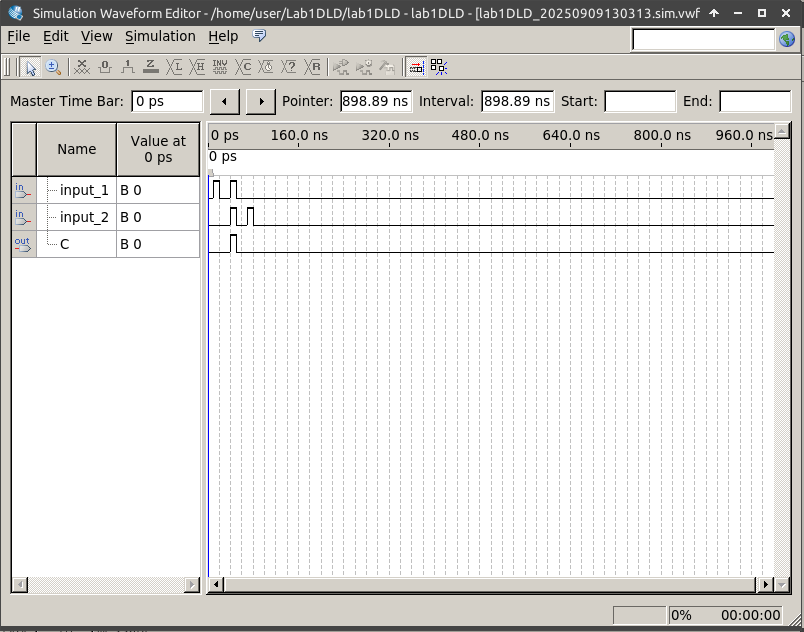 Simulation Waveform Editor - /home/user/Lab1DLD/lab1DLD - lab1DLD - [lab1DLD_20250909130313.sim.vwf
File Edit View Simulation Help
Master Time Bar: 0 ps Pointer: 898.89 ns Interval: 898.89 ns Start: End:
Name Value at 0 ps
0 ps 160.0 ns 320.0 ns 480.0 ns 640.0 ns 800.0 ns 960.0 ns
0 ps
in input_1 B 0
in input_2 B 0
out C B 0
0% 00:00:00